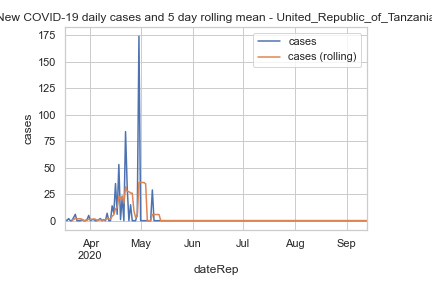 New COVID-19 daily cases and 5 day rolling mean - United_Republic_of_Tanzania
cases
cases (rolling)
175
150
125
100
75
50
25
0
cases
Apr May Jun Jul Aug Sep
2020
dateRep